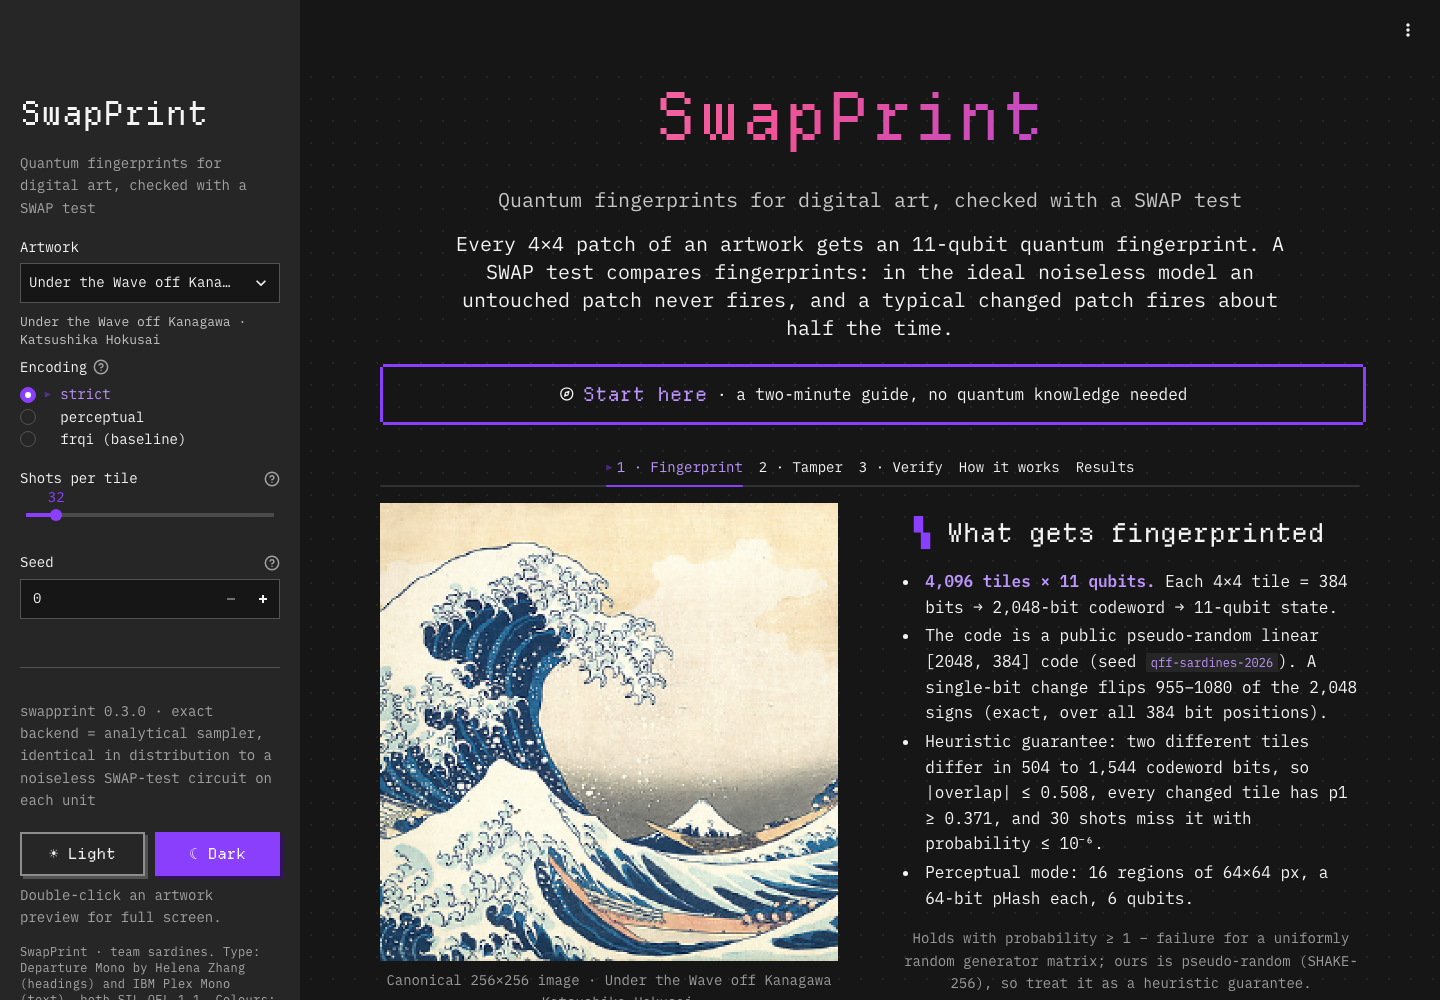 SwapPrint
Quantum fingerprints for
digital art, checked with a
SWAP test
Artwork
Under the Wave off Kana…
Under the Wave off Kanagawa ·
Katsushika Hokusai
Encoding
strict
perceptual
frqi (baseline)
Shots per tile
32
Seed
0
swapprint 0.3.0 · exact
backend = analytical sampler,
identical in distribution to a
noiseless SWAP-test circuit on
each unit
☀ Light
☾ Dark
Double-click an artwork
preview for full screen.
SwapPrint · team sardines. Type:
Departure Mono by Helena Zhang
(headings) and IBM Plex Mono
(text), both SIL OFL 1.1. Colours:
SwapPrint
Quantum fingerprints for digital art, checked with a SWAP test
Every 4×4 patch of an artwork gets an 11-qubit quantum fingerprint. A
SWAP test compares fingerprints: in the ideal noiseless model an
untouched patch never fires, and a typical changed patch fires about
half the time.
Start here · a two-minute guide, no quantum knowledge needed
1 · Fingerprint 2 · Tamper 3 · Verify How it works Results
Canonical 256×256 image · Under the Wave off Kanagawa
Katsushika Hokusai
What gets fingerprinted
• 4,096 tiles × 11 qubits. Each 4×4 tile = 384
bits → 2,048-bit codeword → 11-qubit state.
• The code is a public pseudo-random linear
[2048, 384] code (seed qff-sardines-2026). A
single-bit change flips 955–1080 of the 2,048
signs (exact, over all 384 bit positions).
• Heuristic guarantee: two different tiles
differ in 504 to 1,544 codeword bits, so
|overlap| ≤ 0.508, every changed tile has p1
≥ 0.371, and 30 shots miss it with
probability ≤ 10⁻⁶.
• Perceptual mode: 16 regions of 64×64 px, a
64-bit pHash each, 6 qubits.
Holds with probability ≥ 1 − failure for a uniformly
random generator matrix; ours is pseudo-random (SHAKE-
256), so treat it as a heuristic guarantee.